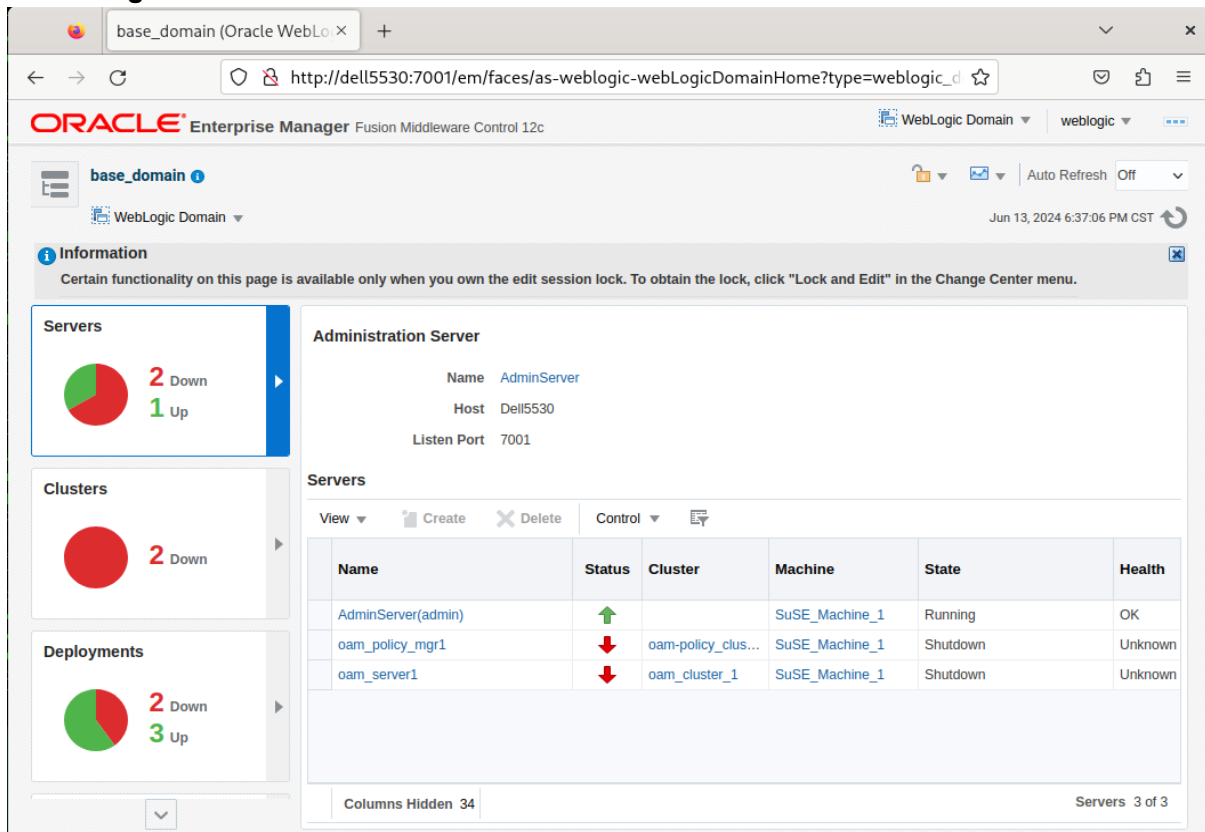 base_domain (Oracle WebLo
http://dell5530:7001/em/faces/as-weblogic-webLogicDomainHome?type=weblogic_d
ORACLE Enterprise Manager Fusion Middleware Control 12c
WebLogic Domain
weblogic
base_domain
Auto Refresh Off
WebLogic Domain
Jun 13, 2024 6:37:06 PM CST
Information
Certain functionality on this page is available only when you own the edit session lock. To obtain the lock, click "Lock and Edit" in the Change Center menu.
Servers
2 Down
1 Up
Clusters
2 Down
Deployments
2 Down
3 Up
Administration Server
Name AdminServer
Host Dell5530
Listen Port 7001
Servers
View Create Delete Control
Name Status Cluster Machine State Health
AdminServer(admin) SuSE_Machine_1 Running OK
oam_policy_mgr1 oam-policy_clus... SuSE_Machine_1 Shutdown Unknown
oam_server1 oam_cluster_1 SuSE_Machine_1 Shutdown Unknown
Columns Hidden 34
Servers 3 of 3